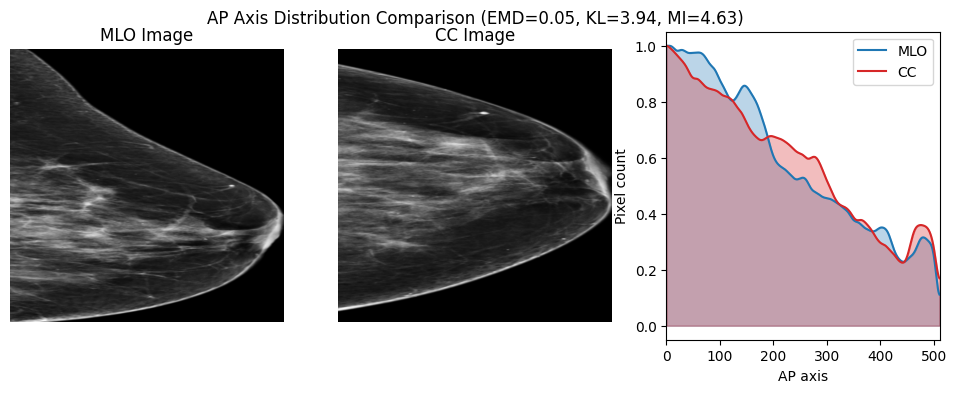 AP Axis Distribution Comparison (EMD=0.05, KL=3.94, MI=4.63)
MLO Image
CC Image
MLO
CC
Pixel count
1.0
0.8
0.6
0.4
0.2
0.0
0 100 200 300 400 500
AP axis